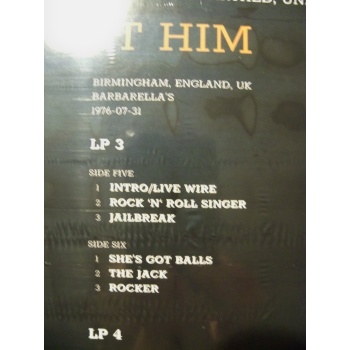 T HIM
BIRMINGHAM, ENGLAND, UK
BARBARELLA'S
1976-07-31
LP 3
SIDE FIVE
1 INTRO/LIVE WIRE
2 ROCK 'N' ROLL SINGER
3 JAILBREAK
SIDE SIX
1 SHE'S GOT BALLS
2 THE JACK
3 ROCKER
LP 4